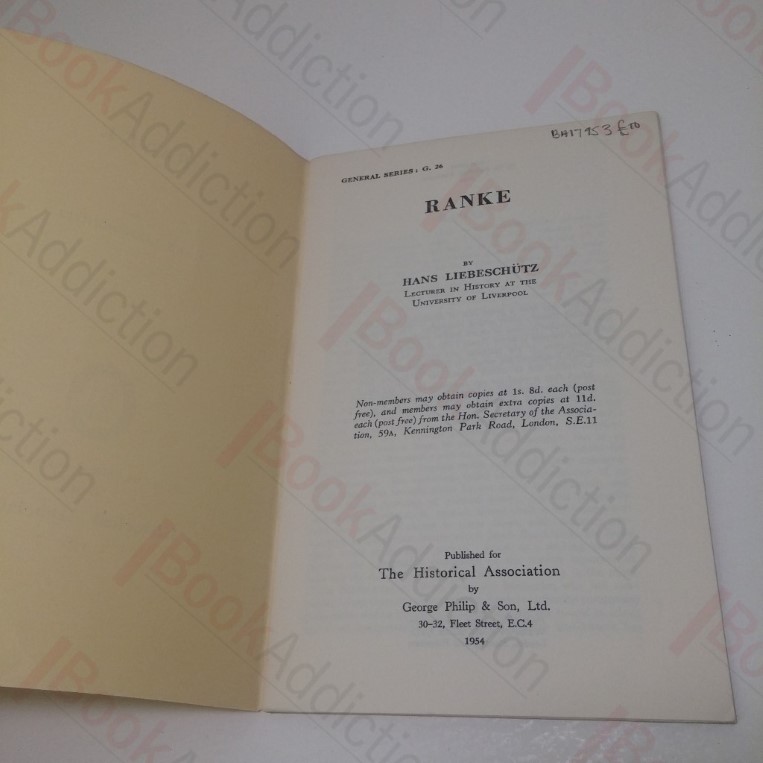 BH17953 £10
GENERAL SERIES: G. 26
RANKE
BY
HANS LIEBESCHÜTZ
LECTURER IN HISTORY AT THE
UNIVERSITY OF LIVERPOOL
Non-members may obtain copies at 1s. 8d. each (post
free), and members may obtain extra copies at 11d.
each (post free) from the Hon. Secretary of the Associa-
tion, 59A, Kennington Park Road, London, S.E.11
Published for
The Historical Association
by
George Philip & Son, Ltd.
30-32, Fleet Street, E.C.4
1954
BookAddiction